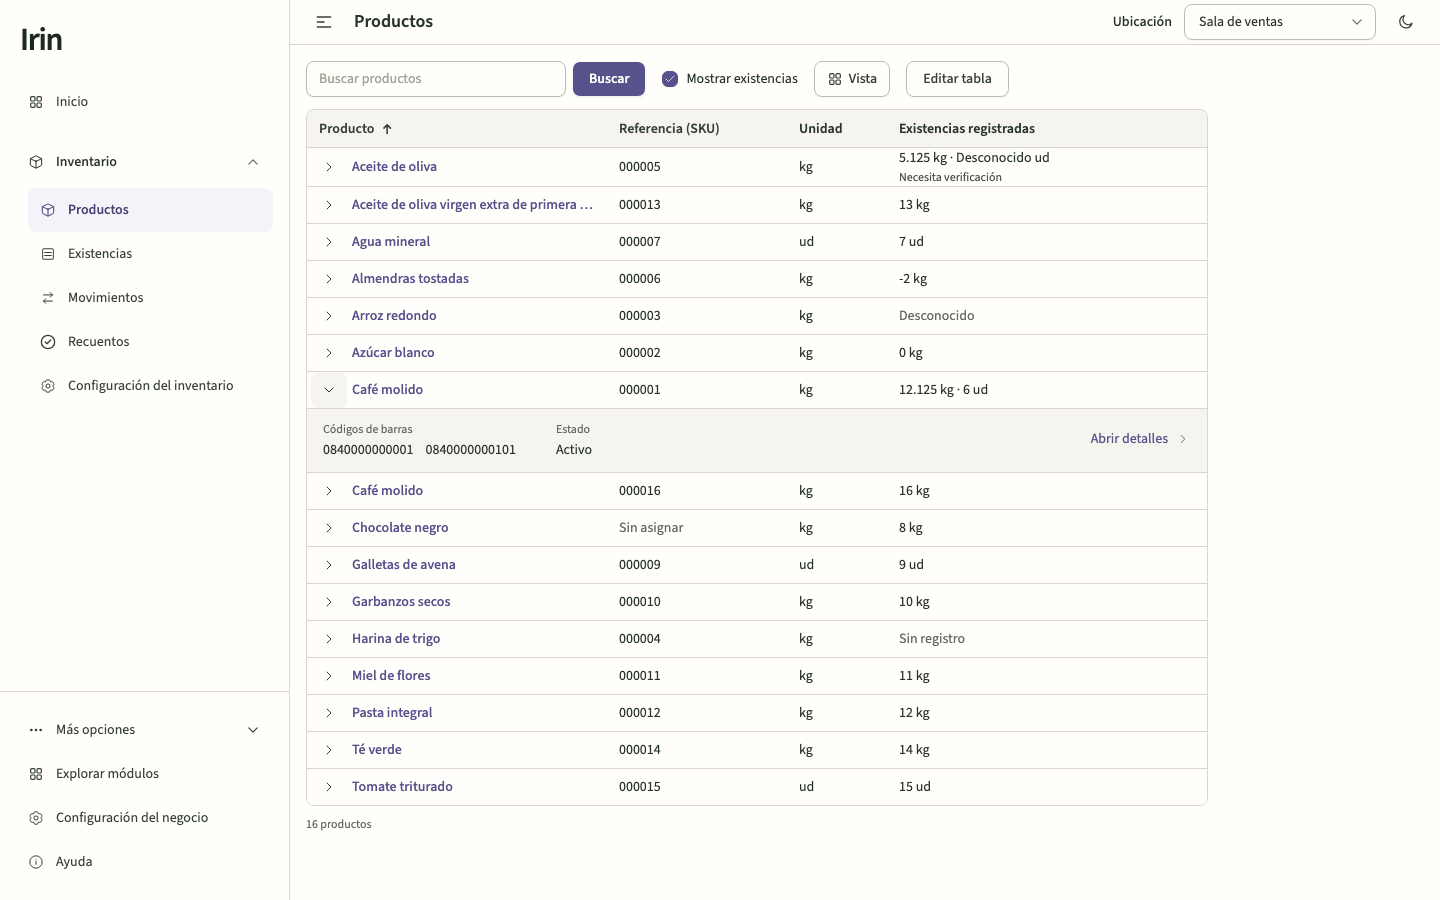 Irin
Inicio
Inventario
Productos
Existencias
Movimientos
Recuentos
Configuración del inventario
Más opciones
Explorar módulos
Configuración del negocio
Ayuda
Productos
Ubicación Sala de ventas
Buscar productos Buscar Mostrar existencias Vista Editar tabla
Producto Referencia (SKU) Unidad Existencias registradas
Aceite de oliva 000005 kg 5.125 kg · Desconocido ud
Necesita verificación
Aceite de oliva virgen extra de primera … 000013 kg 13 kg
Agua mineral 000007 ud 7 ud
Almendras tostadas 000006 kg -2 kg
Arroz redondo 000003 kg Desconocido
Azúcar blanco 000002 kg 0 kg
Café molido 000001 kg 12.125 kg · 6 ud
Códigos de barras Estado
0840000000001 0840000000101 Activo
Abrir detalles
Café molido 000016 kg 16 kg
Chocolate negro Sin asignar kg 8 kg
Galletas de avena 000009 ud 9 ud
Garbanzos secos 000010 kg 10 kg
Harina de trigo 000004 kg Sin registro
Miel de flores 000011 kg 11 kg
Pasta integral 000012 kg 12 kg
Té verde 000014 kg 14 kg
Tomate triturado 000015 ud 15 ud
16 productos